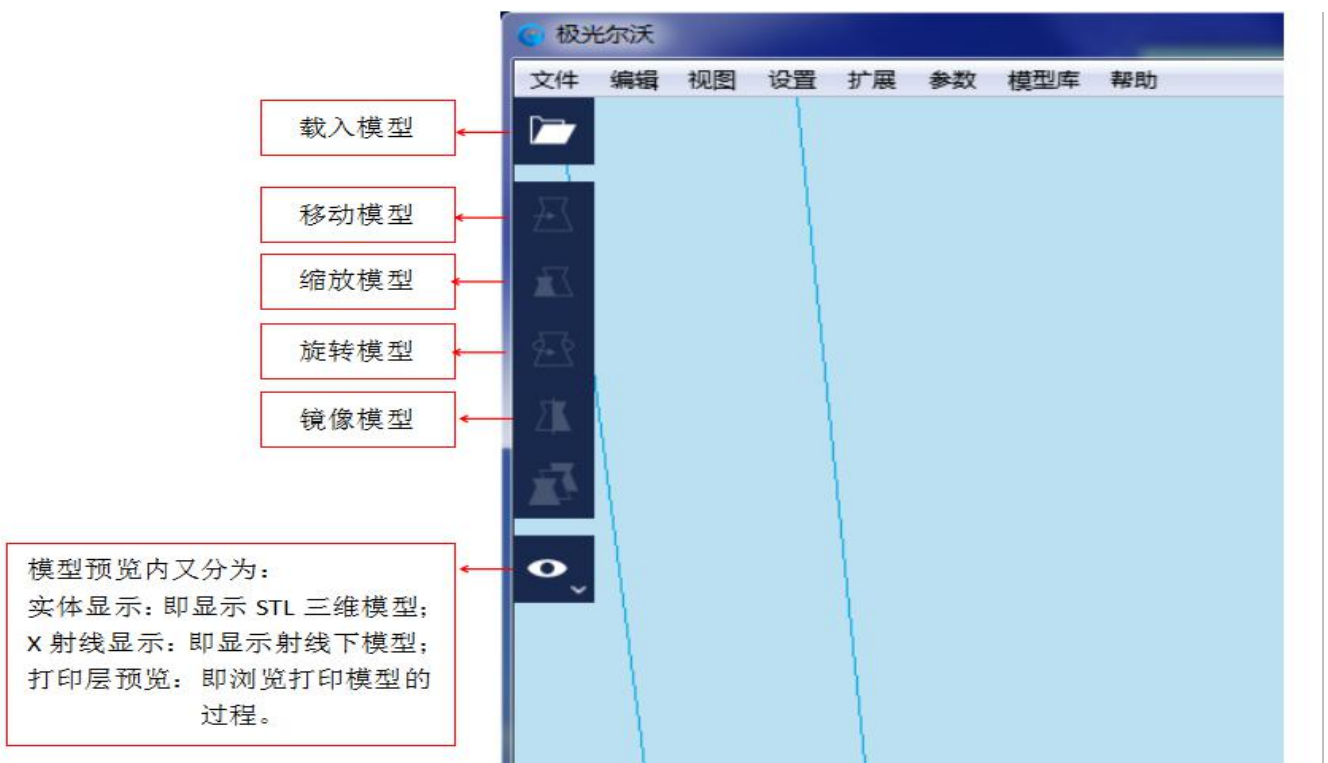 极光尔沃
文件 编辑 视图 设置 扩展 参数 模型库 帮助
载入模型
移动模型
缩放模型
旋转模型
镜像模型
模型预览内又分为：
实体显示：即显示 STL 三维模型；
X 射线显示：即显示射线下模型；
打印层预览：即浏览打印模型的
过程。